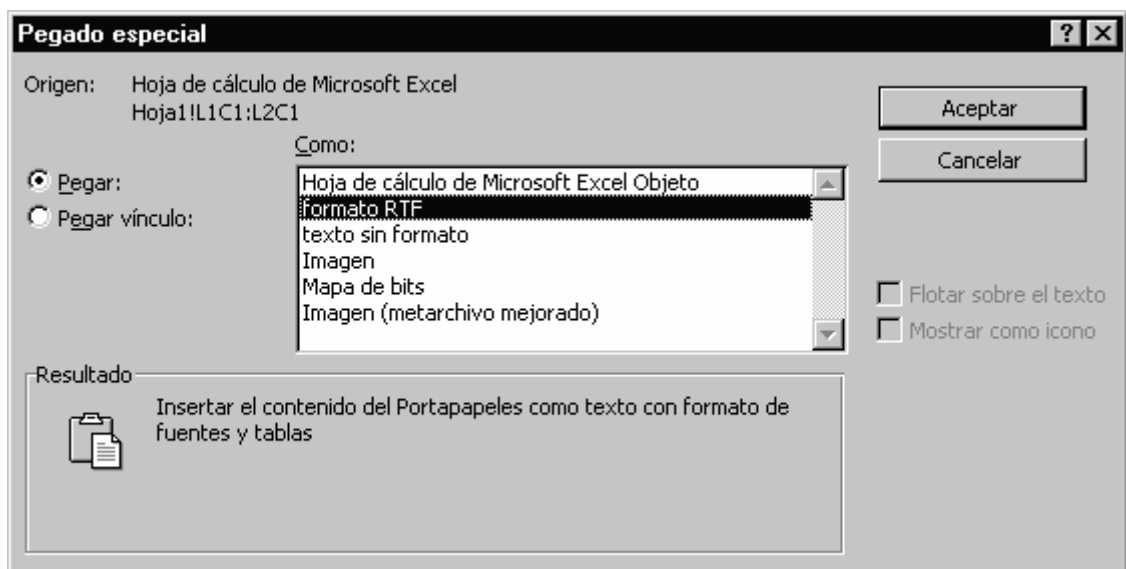 Pegado especial
Origen: Hoja de cálculo de Microsoft Excel
Hoja1!L1C1:L2C1
Aceptar
Cancelar
Como:
Pegar:
Pegar vínculo:
Hoja de cálculo de Microsoft Excel Objeto
formato RTF
texto sin formato
Imagen
Mapa de bits
Imagen (metarchivo mejorado)
Flotar sobre el texto
Mostrar como icono
Resultado
Insertar el contenido del Portapapeles como texto con formato de
fuentes y tablas